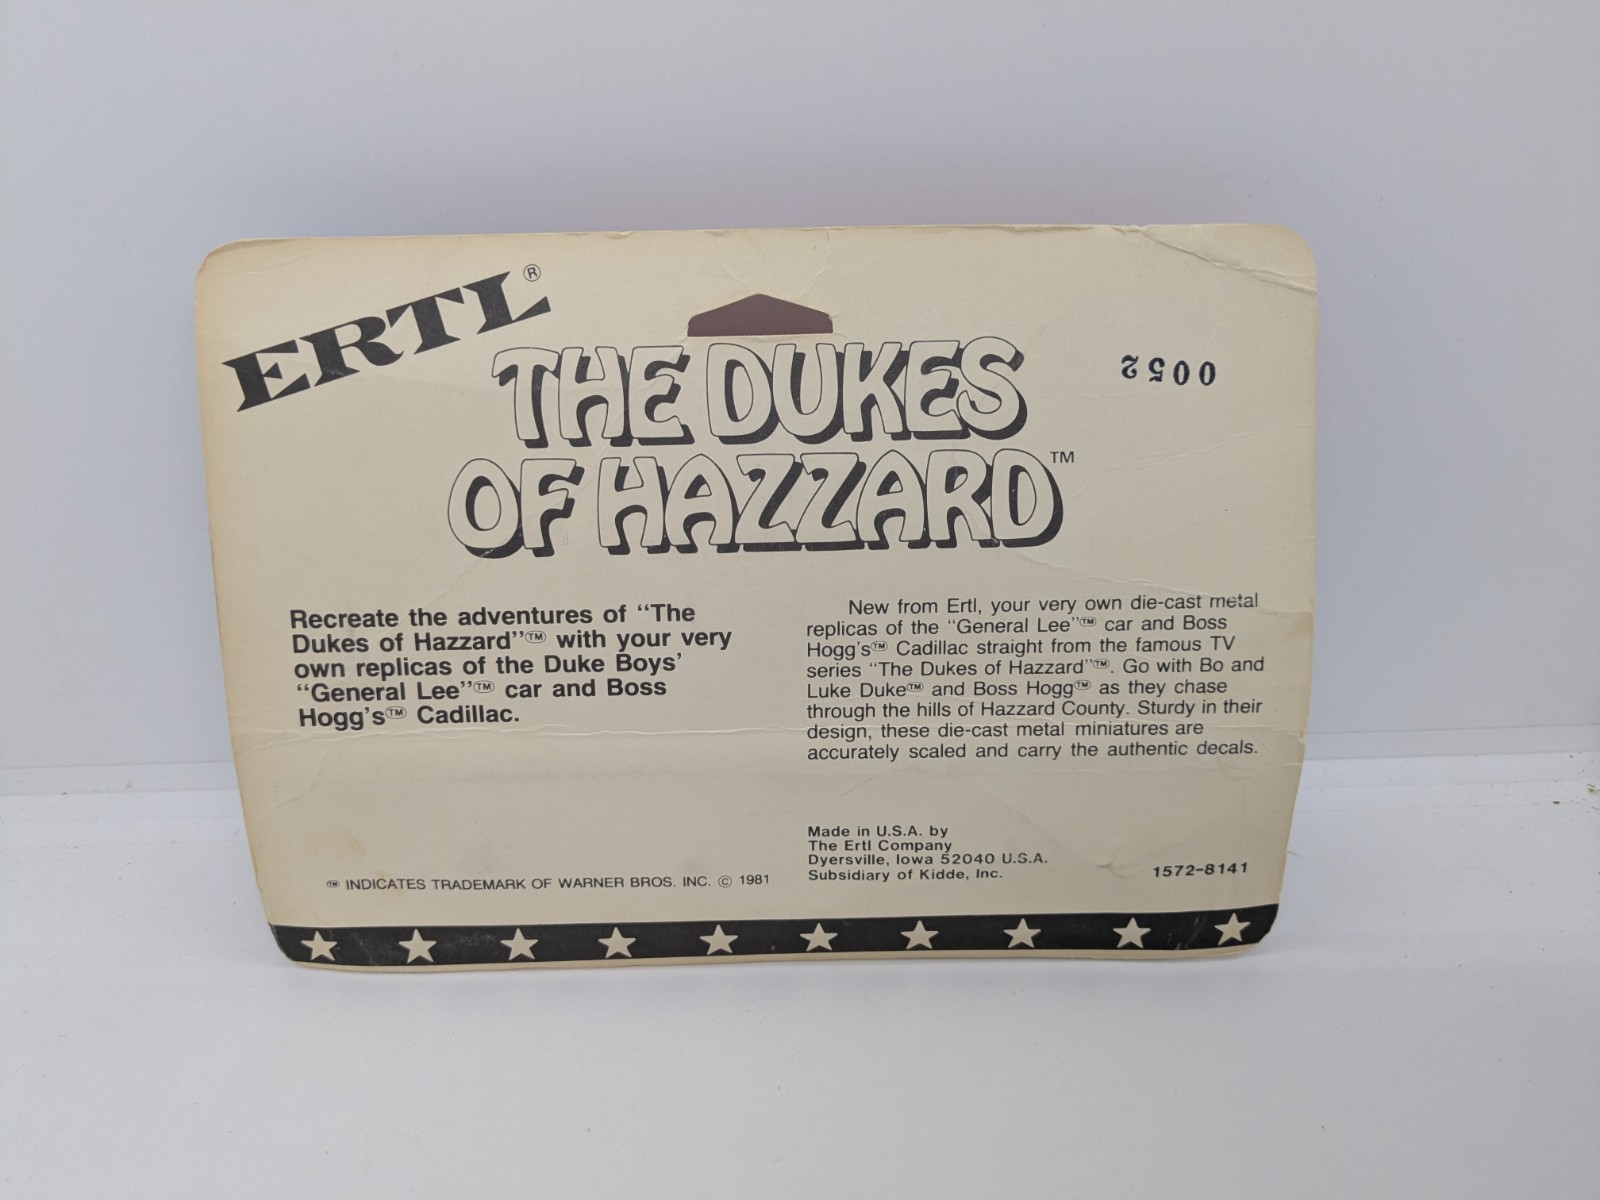 ERTL®
THE DUKES
OF HAZZARD™
0052
Recreate the adventures of "The
Dukes of Hazzard"™ with your very
own replicas of the Duke Boys'
"General Lee"™ car and Boss
Hogg's™ Cadillac.
New from Ertl, your very own die-cast metal
replicas of the "General Lee"™ car and Boss
Hogg's™ Cadillac straight from the famous TV
series "The Dukes of Hazzard"™. Go with Bo and
Luke Duke™ and Boss Hogg™ as they chase
through the hills of Hazzard County. Sturdy in their
design, these die-cast metal miniatures are
accurately scaled and carry the authentic decals.
™ INDICATES TRADEMARK OF WARNER BROS. INC. © 1981
Made in U.S.A. by
The Ertl Company
Dyersville, Iowa 52040 U.S.A.
Subsidiary of Kidde, Inc.
1572-8141